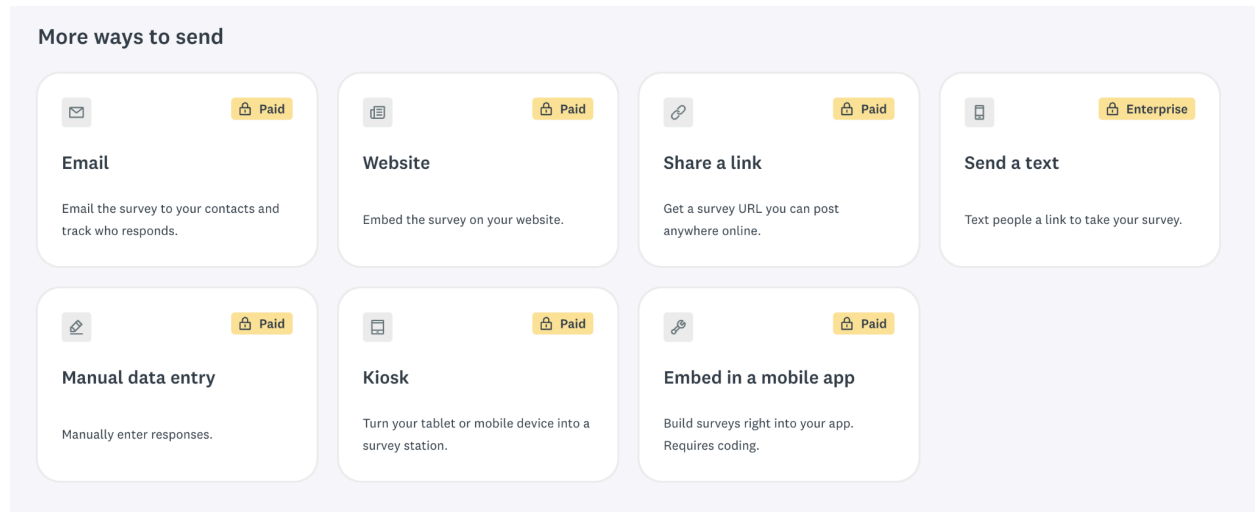 More ways to send
Paid
Email
Email the survey to your contacts and
track who responds.
Paid
Website
Embed the survey on your website.
Paid
Share a link
Get a survey URL you can post
anywhere online.
Enterprise
Send a text
Text people a link to take your survey.
Paid
Manual data entry
Manually enter responses.
Paid
Kiosk
Turn your tablet or mobile device into a
survey station.
Paid
Embed in a mobile app
Build surveys right into your app.
Requires coding.